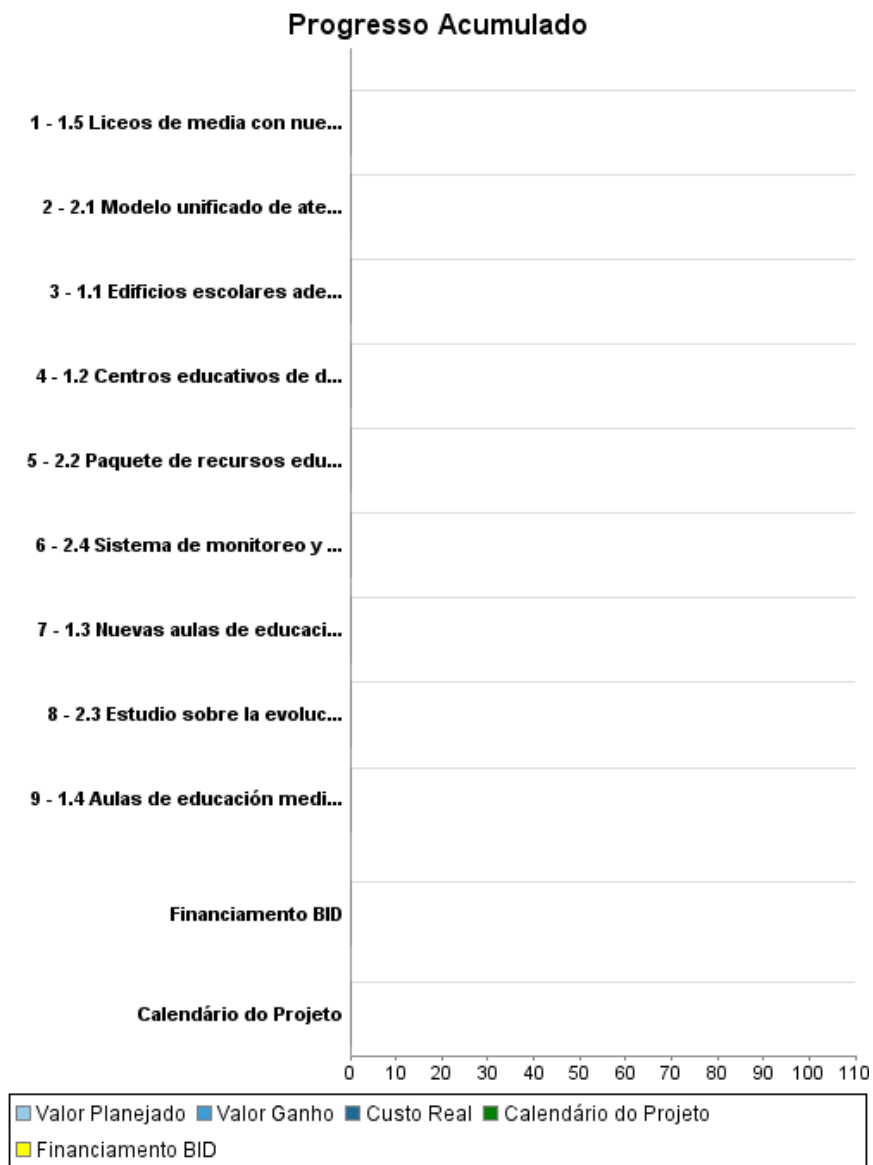 Progresso Acumulado
1 - 1.5 Liceos de media con nue...
2 - 2.1 Modelo unificado de ate...
3 - 1.1 Edificios escolares ade...
4 - 1.2 Centros educativos de d...
5 - 2.2 Paquete de recursos edu...
6 - 2.4 Sistema de monitoreo y ...
7 - 1.3 Nuevas aulas de educaci...
8 - 2.3 Estudio sobre la evoluc...
9 - 1.4 Aulas de educación medi...
Financiamento BID
Calendário do Projeto
0 10 20 30 40 50 60 70 80 90 100 110
Valor Planejado Valor Ganho Custo Real Calendário do Projeto
Financiamento BID